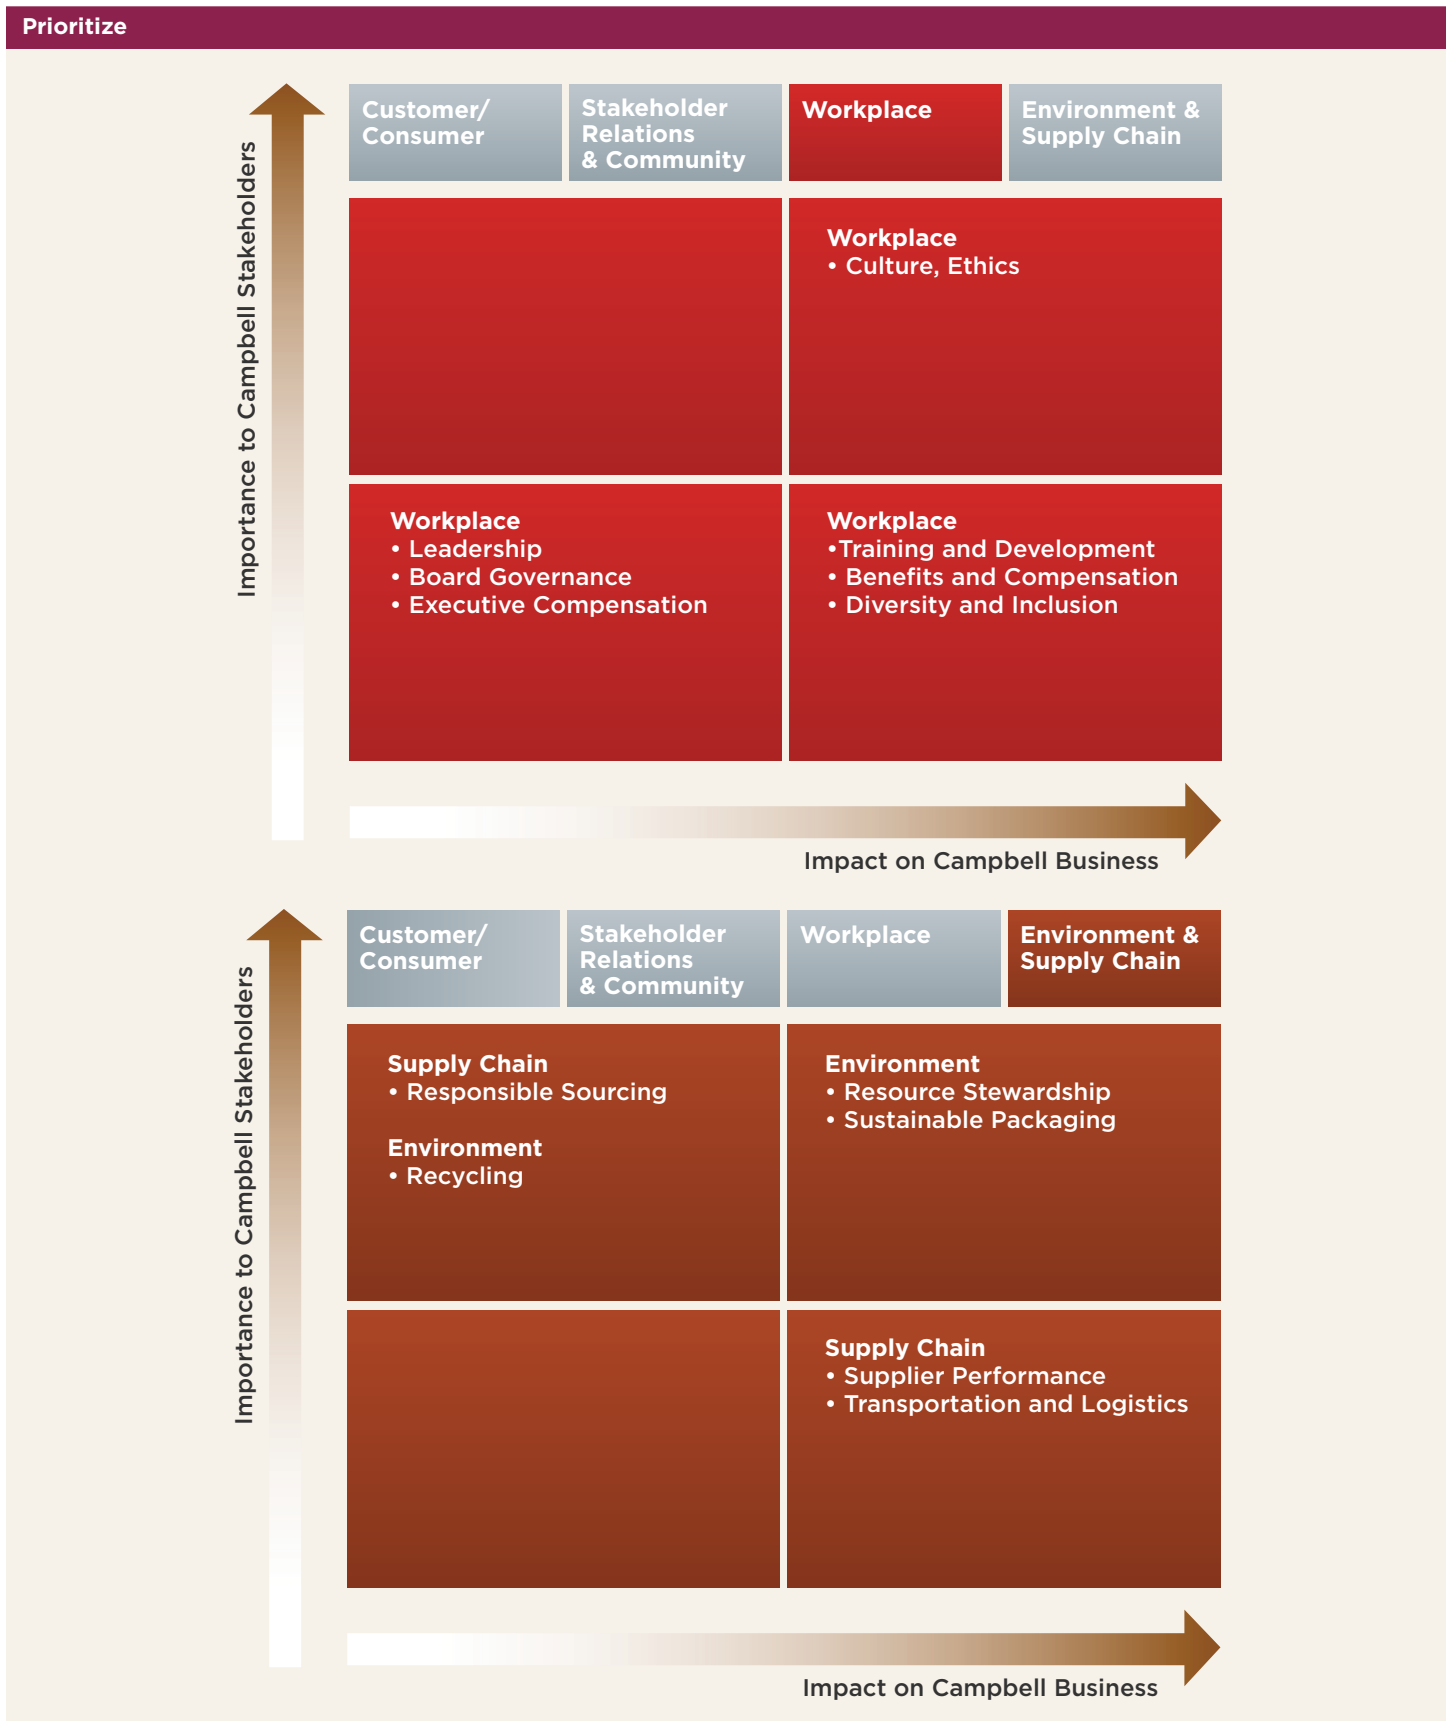 Prioritize
Importance to Campbell Stakeholders
Customer/
Consumer
Stakeholder
Relations
& Community
Workplace
Environment &
Supply Chain
Workplace
• Culture, Ethics
Workplace
• Leadership
• Board Governance
• Executive Compensation
Workplace
•Training and Development
• Benefits and Compensation
• Diversity and Inclusion
Impact on Campbell Business
Importance to Campbell Stakeholders
Customer/
Consumer
Stakeholder
Relations
& Community
Workplace
Environment &
Supply Chain
Supply Chain
• Responsible Sourcing
Environment
• Recycling
Environment
• Resource Stewardship
• Sustainable Packaging
Supply Chain
• Supplier Performance
• Transportation and Logistics
Impact on Campbell Business